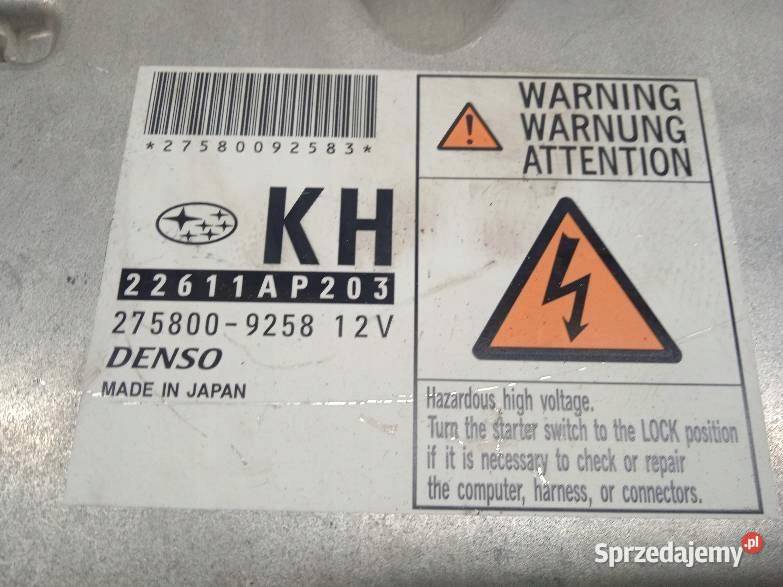 *27580092583*
KH
22611AP203
275800-9258 12V
DENSO
MADE IN JAPAN
WARNING
WARNUNG
ATTENTION
Hazardous high voltage.
Turn the starter switch to the LOCK position
if it is necessary to check or repair
the computer, harness, or connectors.
Sprzedajemy.pl